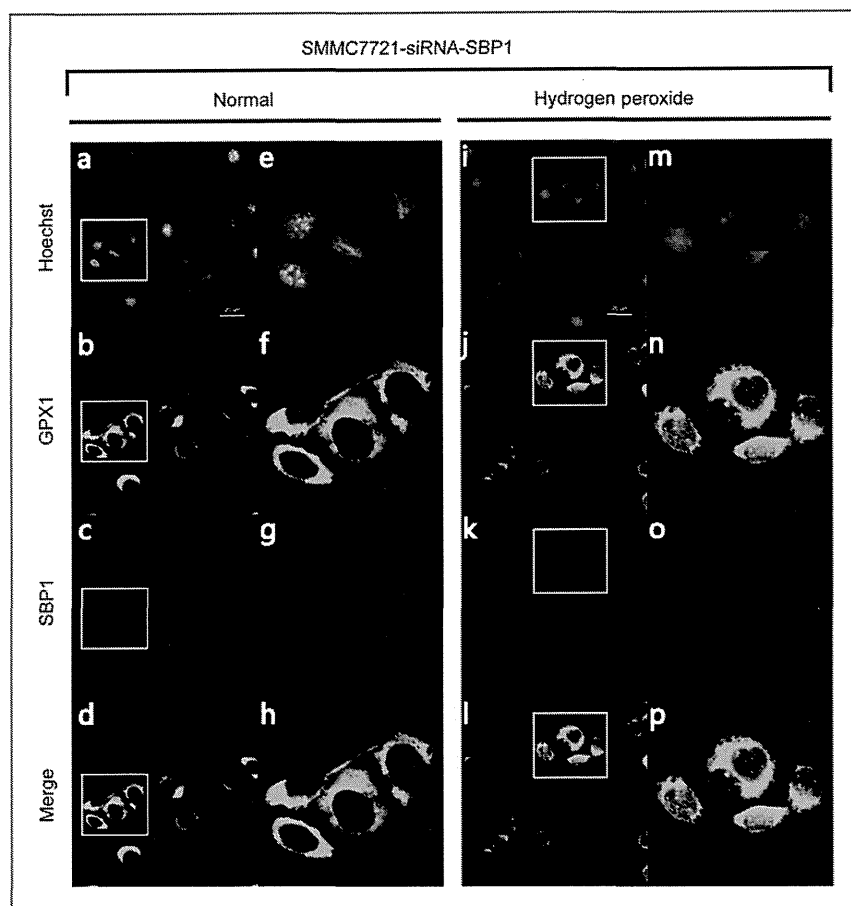 SMMC7721-siRNA-SBP1
Normal
Hydrogen peroxide
a
e
i
m
Hoechst
b
f
j
n
GPX1
c
g
k
o
SBP1
d
h
l
p
Merge